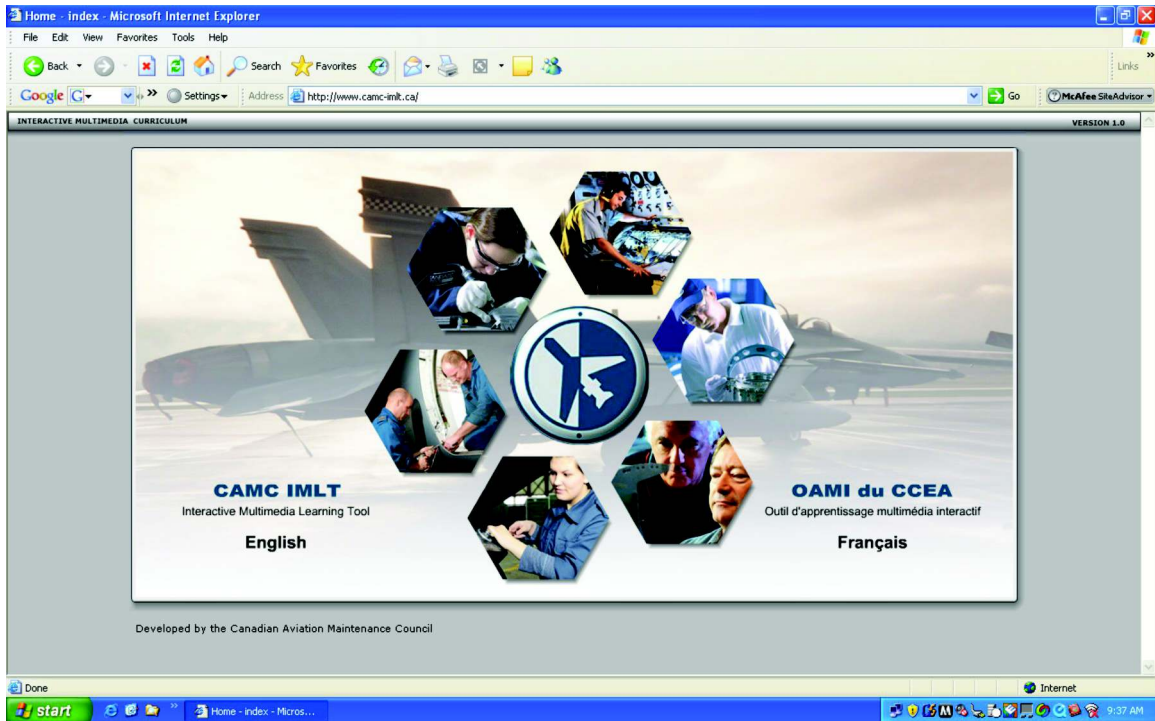 Home - index - Microsoft Internet Explorer
File Edit View Favorites Tools Help
Back Search Favorites Links
Google G Settings Address http://www.camc-imlt.ca/ Go McAfee SiteAdvisor
INTERACTIVE MULTIMEDIA CURRICULUM VERSION 1.0
CAMC IMLT
Interactive Multimedia Learning Tool
English
OAMI du CCEA
Outil d'apprentissage multimédia interactif
Français
Developed by the Canadian Aviation Maintenance Council
Done Internet
start Home - index - Micros... 9:37 AM